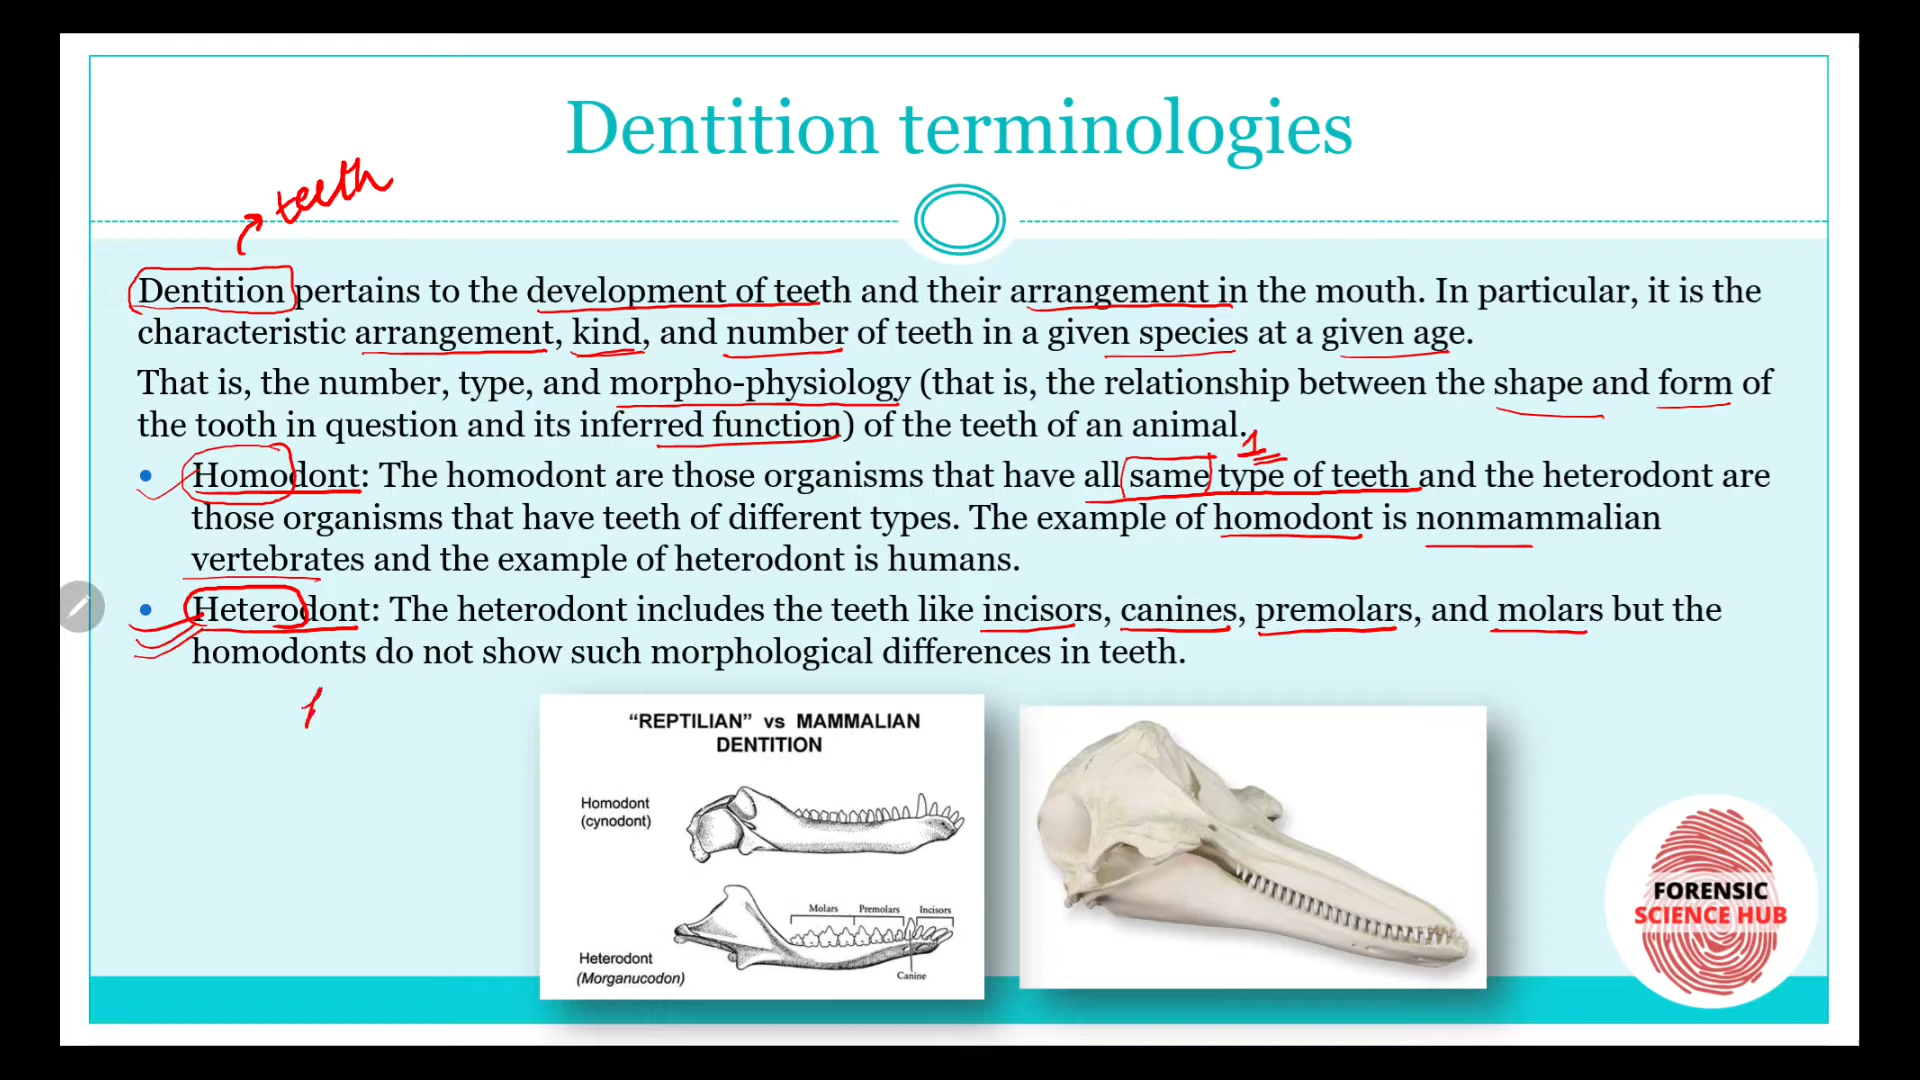 Dentition terminologies
teeth
Dentition pertains to the development of teeth and their arrangement in the mouth. In particular, it is the
characteristic arrangement, kind, and number of teeth in a given species at a given age.
That is, the number, type, and morpho-physiology (that is, the relationship between the shape and form of
the tooth in question and its inferred function) of the teeth of an animal.
1
• Homodont: The homodont are those organisms that have all same type of teeth and the heterodont are
those organisms that have teeth of different types. The example of homodont is nonmammalian
vertebrates and the example of heterodont is humans.
• Heterodont: The heterodont includes the teeth like incisors, canines, premolars, and molars but the
homodonts do not show such morphological differences in teeth.
“REPTILIAN” vs MAMMALIAN
DENTITION
Homodont
(cynodont)
Molars Premolars Incisors
Heterodont
(Morganucodon)
Canine
FORENSIC
SCIENCE HUB